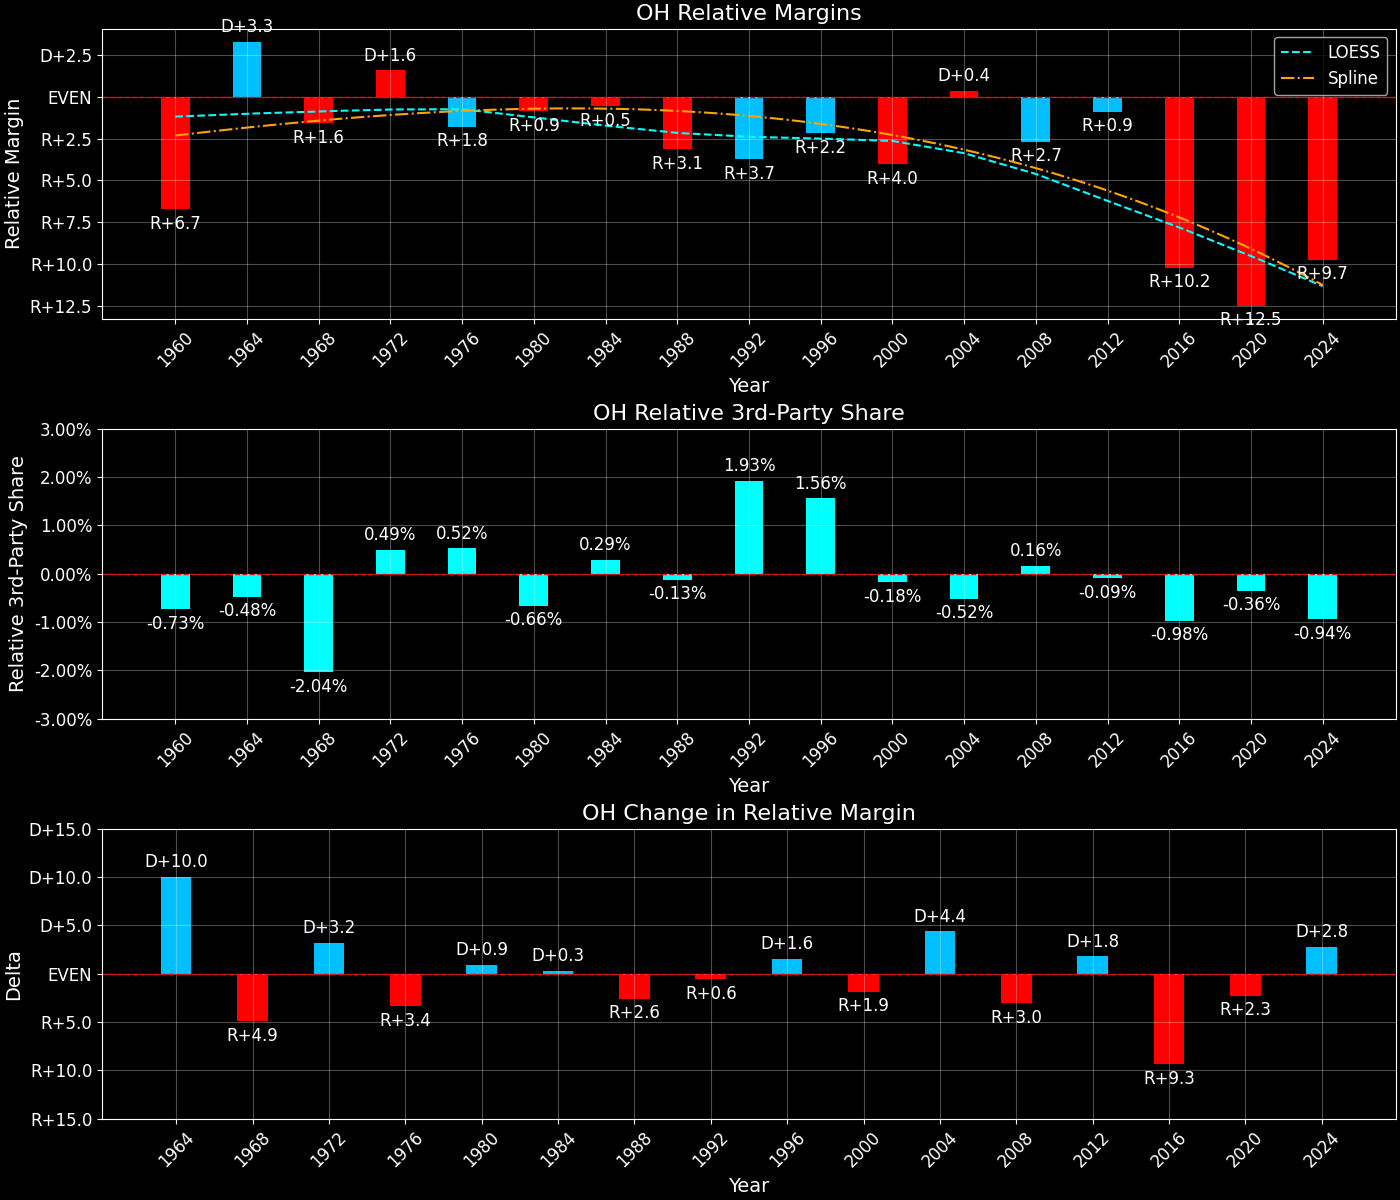 OH Relative Margins
Relative Margin
D+2.5
EVEN
R+2.5
R+5.0
R+7.5
R+10.0
R+12.5
LOESS
Spline
R+6.7
D+3.3
R+1.6
D+1.6
R+1.8
R+0.9
R+0.5
R+3.1
R+3.7
R+2.2
R+4.0
D+0.4
R+2.7
R+0.9
R+10.2
R+12.5
R+9.7
1960 1964 1968 1972 1976 1980 1984 1988 1992 1996 2000 2004 2008 2012 2016 2020 2024
Year
OH Relative 3rd-Party Share
Relative 3rd-Party Share
3.00%
2.00%
1.00%
0.00%
-1.00%
-2.00%
-3.00%
-0.73%
-0.48%
-2.04%
0.49%
0.52%
-0.66%
0.29%
-0.13%
1.93%
1.56%
-0.18%
-0.52%
0.16%
-0.09%
-0.98%
-0.36%
-0.94%
1960 1964 1968 1972 1976 1980 1984 1988 1992 1996 2000 2004 2008 2012 2016 2020 2024
Year
OH Change in Relative Margin
Delta
D+15.0
D+10.0
D+5.0
EVEN
R+5.0
R+10.0
R+15.0
D+10.0
R+4.9
D+3.2
R+3.4
D+0.9
D+0.3
R+2.6
R+0.6
D+1.6
R+1.9
D+4.4
R+3.0
D+1.8
R+9.3
R+2.3
D+2.8
1964 1968 1972 1976 1980 1984 1988 1992 1996 2000 2004 2008 2012 2016 2020 2024
Year